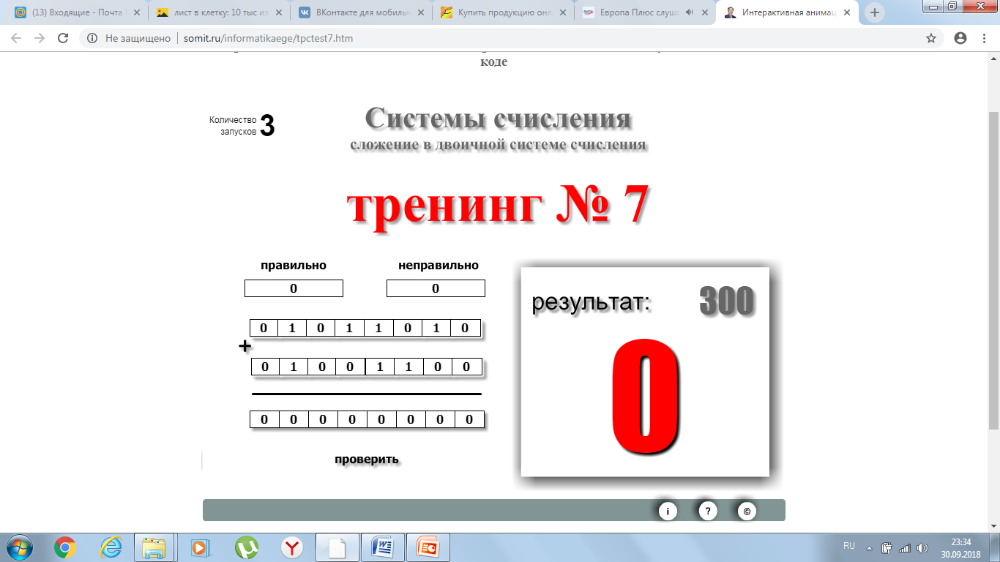 (13) Входящие - Почта
лист в клетку: 10 тыс из
ВКонтакте для мобильн
Купить продукцию онл
Европа Плюс слуша
Интерактивная анимац
Не защищено
somit.ru/informatikaege/tpctest7.htm
коде
Количество
запусков
3
Системы счисления
сложение в двоичной системе счисления
тренинг № 7
правильно
неправильно
0
0
0 1 0 1 1 0 1 0
+
0 1 0 0 1 1 0 0
0 0 0 0 0 0 0 0
проверить
результат:
300
0
i ? ©
RU
23:34
30.09.2018